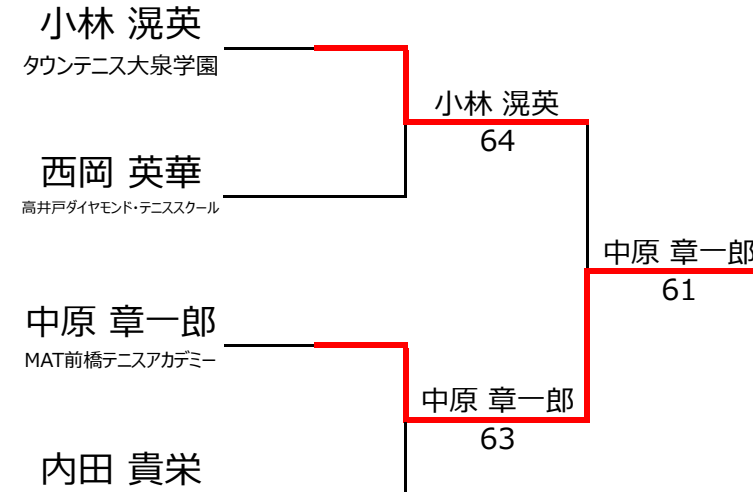 小林 滉英
タウンテニス大泉学園
小林 滉英
64
西岡 英華
高井戸ダイヤモンド・テニススクール
中原 章一郎
61
中原 章一郎
MAT前橋テニスアカデミー
中原 章一郎
63
内田 貴栄